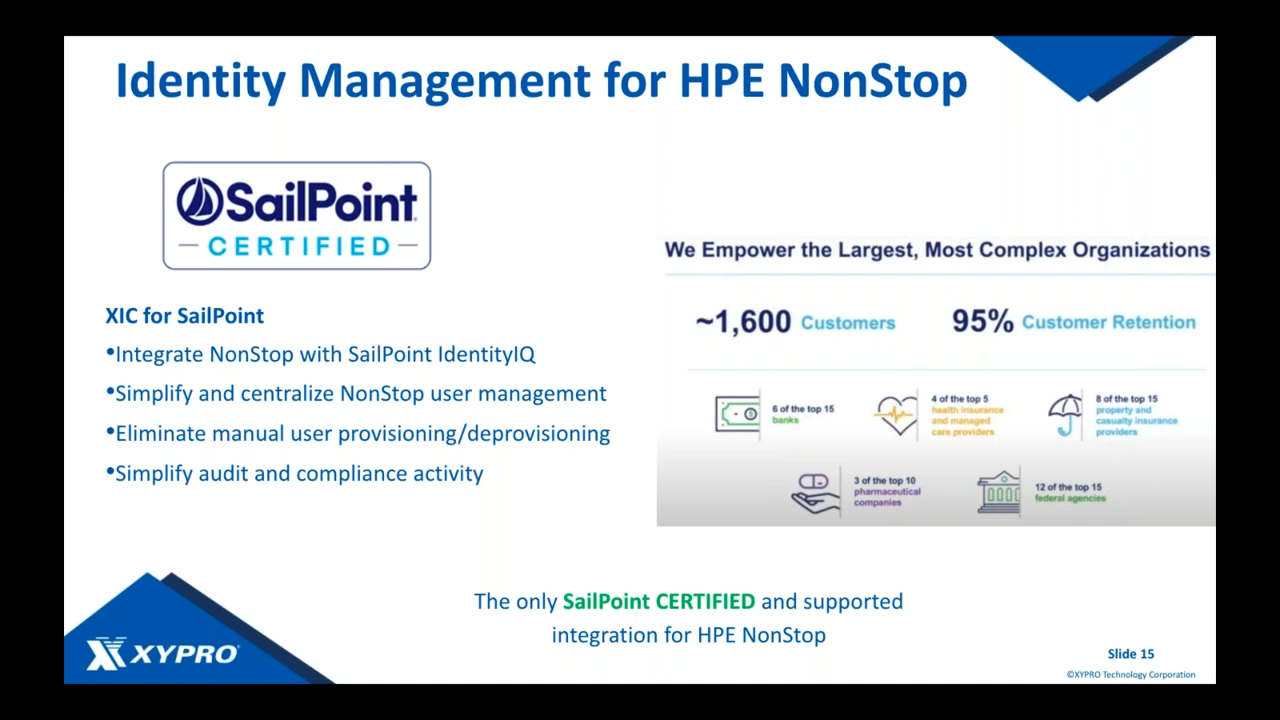 Identity Management for HPE NonStop
SailPoint
CERTIFIED
XIC for SailPoint
•Integrate NonStop with SailPoint IdentityIQ
•Simplify and centralize NonStop user management
•Eliminate manual user provisioning/deprovisioning
•Simplify audit and compliance activity
We Empower the Largest, Most Complex Organizations
~1,600 Customers
95% Customer Retention
6 of the top 15
banks
4 of the top 5
health insurance
and managed
care providers
8 of the top 15
property and
casualty insurance
providers
3 of the top 10
pharmaceutical
companies
12 of the top 15
federal agencies
The only SailPoint CERTIFIED and supported
integration for HPE NonStop
XYPRO
Slide 15
©XYPRO Technology Corporation